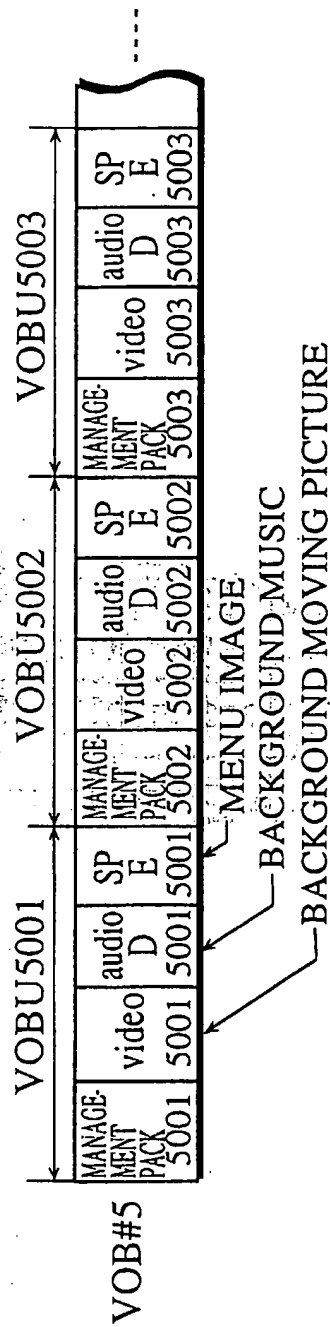 VOBU5001 VOBU5002 VOBU5003
VOB#5
MANAGE-
MENT
PACK
5001
video
5001
audio
D
5001
SP
E
5001
MANAGE-
MENT
PACK
5002
video
5002
audio
D
5002
SP
E
5002
MANAGE-
MENT
PACK
5003
video
5003
audio
D
5003
SP
E
5003
MENU IMAGE
BACKGROUND MUSIC
BACKGROUND MOVING PICTURE